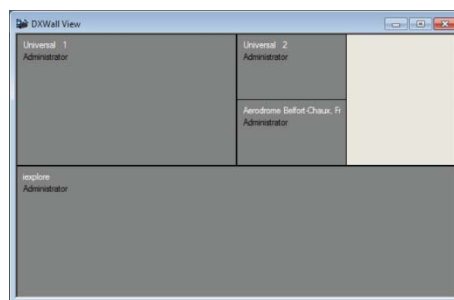 DXWall View
Universal 1
Administrator
Universal 2
Administrator
Aerodrome Belfort-Chaux, Fr
Administrator
iexplore
Administrator